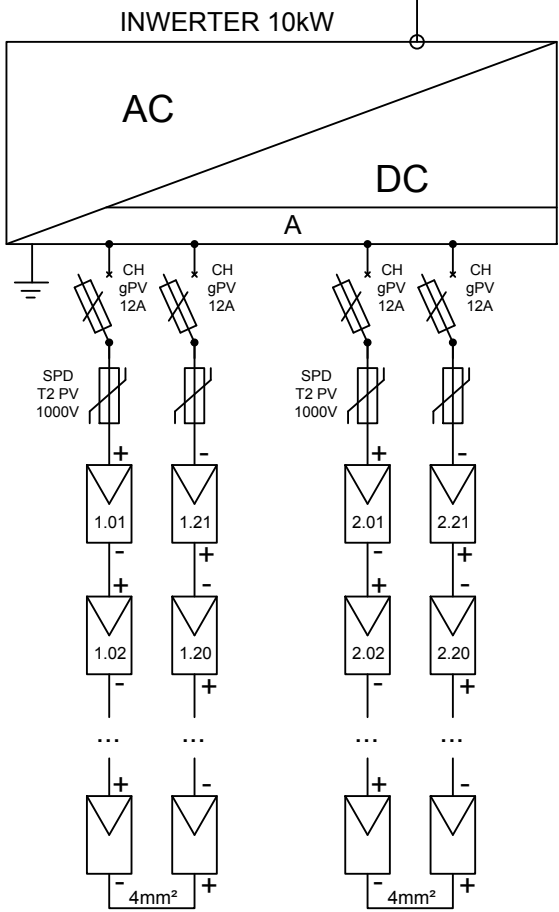 INWERTER 10kW
AC
DC
A
CH
gPV
12A
CH
gPV
12A
CH
gPV
12A
CH
gPV
12A
SPD
T2 PV
1000V
SPD
T2 PV
1000V
+ - + -
1.01 1.21 2.01 2.21
- + - +
+ - + -
1.02 1.20 2.02 2.20
- + - +
... ... ... ...
+ - + -
- + - +
4mm² 4mm²